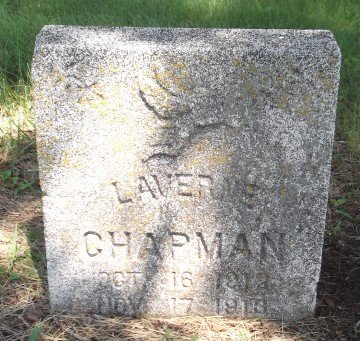 LAVERNE
CHAPMAN
OCT 16
NOV 17